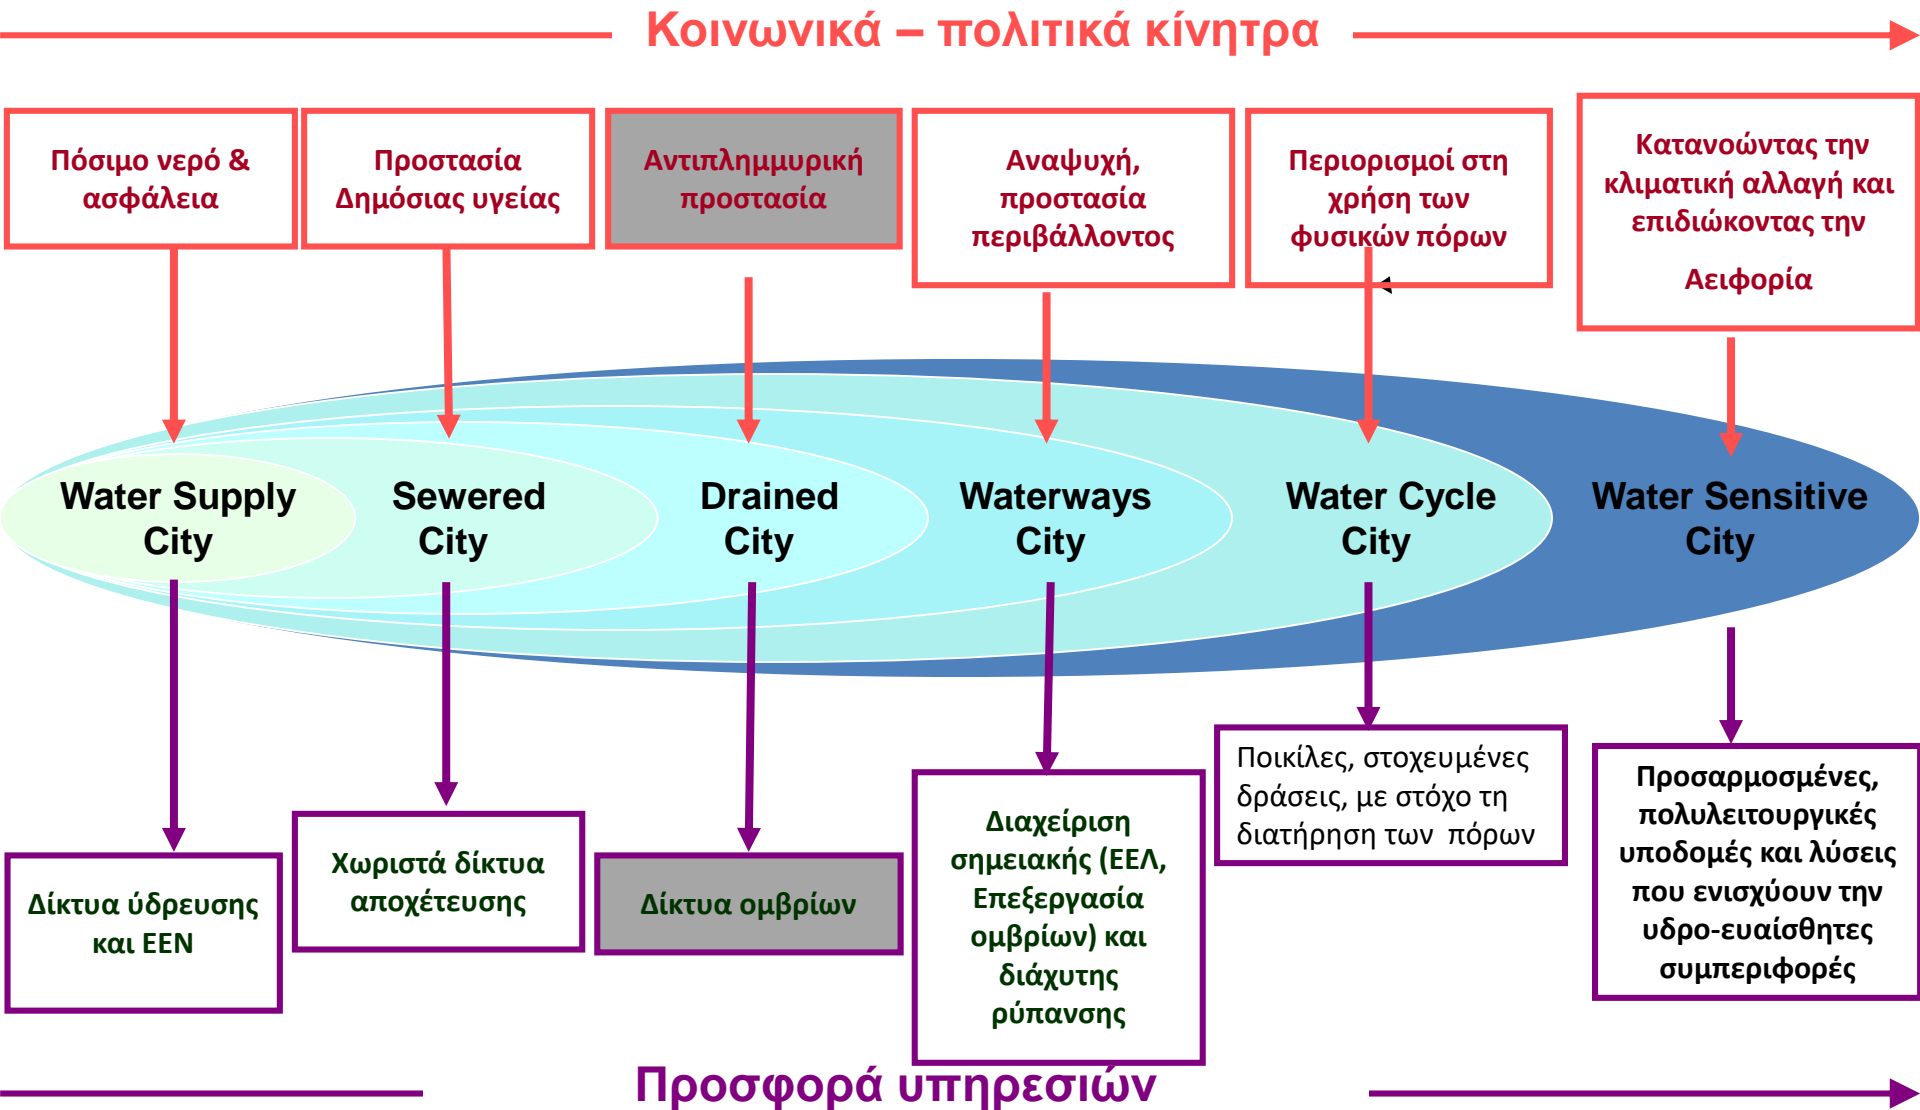 Κοινωνικά – πολιτικά κίνητρα
Πόσιμο νερό &
ασφάλεια
Προστασία
Δημόσιας υγείας
Αντιπλημμυρική
προστασία
Αναψυχή,
προστασία
περιβάλλοντος
Περιορισμοί στη
χρήση των
φυσικών πόρων
Κατανοώντας την
κλιματική αλλαγή και
επιδιώκοντας την
Αειφορία
Water Supply
City
Sewered
City
Drained
City
Waterways
City
Water Cycle
City
Water Sensitive
City
Δίκτυα ύδρευσης
και ΕΕΝ
Χωριστά δίκτυα
αποχέτευσης
Δίκτυα ομβρίων
Διαχείριση
σημειακής (ΕΕΛ,
Επεξεργασία
ομβρίων) και
διάχυτης
ρύπανσης
Ποικίλες, στοχευμένες
δράσεις, με στόχο τη
διατήρηση των πόρων
Προσαρμοσμένες,
πολυλειτουργικές
υποδομές και λύσεις
που ενισχύουν την
υδρο-ευαίσθητες
συμπεριφορές
Προσφορά υπηρεσιών